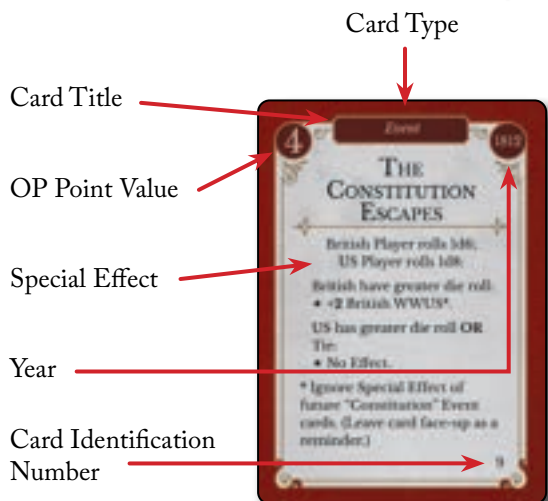 Card Type
Card Title
OP Point Value
Special Effect
Year
Card Identification
Number
Event
4
1812
THE
CONSTITUTION
ESCAPES
British Player rolls 1d6;
US Player rolls 1d8:
British have greater die roll:
• +2 British WWUS*.
US has greater die roll OR
Tie:
• No Effect.
* Ignore Special Effect of
future "Constitution" Event
cards. (Leave card face-up as a
reminder.)
9